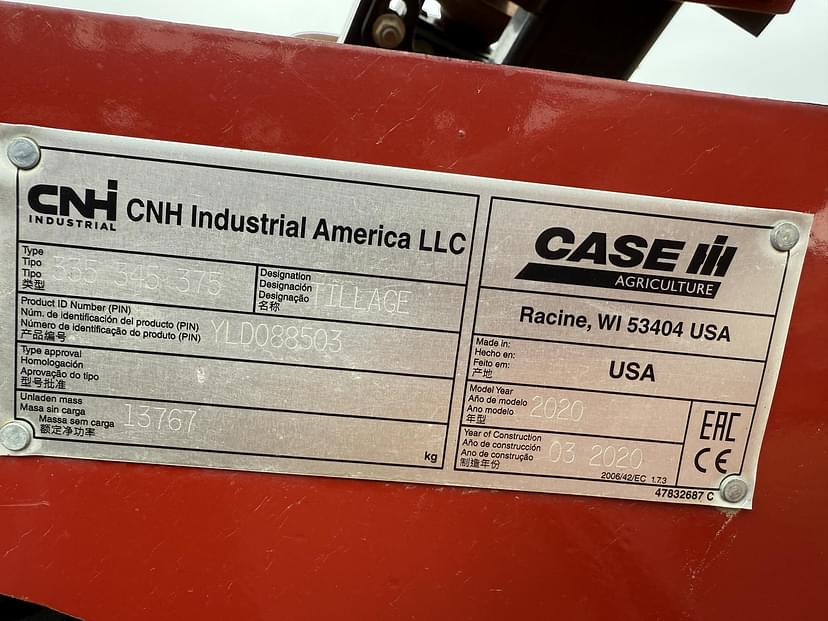 CNH
INDUSTRIAL
CNH Industrial America LLC
Type
Tipo
Tipo
类型
335 345 375
Designation
Designación
Designação
名称
TILLAGE
Product ID Number (PIN)
Núm. de identificación del producto (PIN)
Número de identificação do produto (PIN)
产品编号
YLD088503
Type approval
Homologación
Aprovação do tipo
型号批准
Unladen mass
Masa sin carga
Massa sem carga
额定净功率
13767
kg
CASE IH
AGRICULTURE
Racine, WI 53404 USA
Made in:
Hecho en:
Feito em:
产地
USA
Model Year
Año de modelo
Ano modelo
年型
2020
Year of Construction
Año de construcción
Ano de construção
制造年份
03 2020
2006/42/EC 1.7.3
EAC
CE
47832687 C